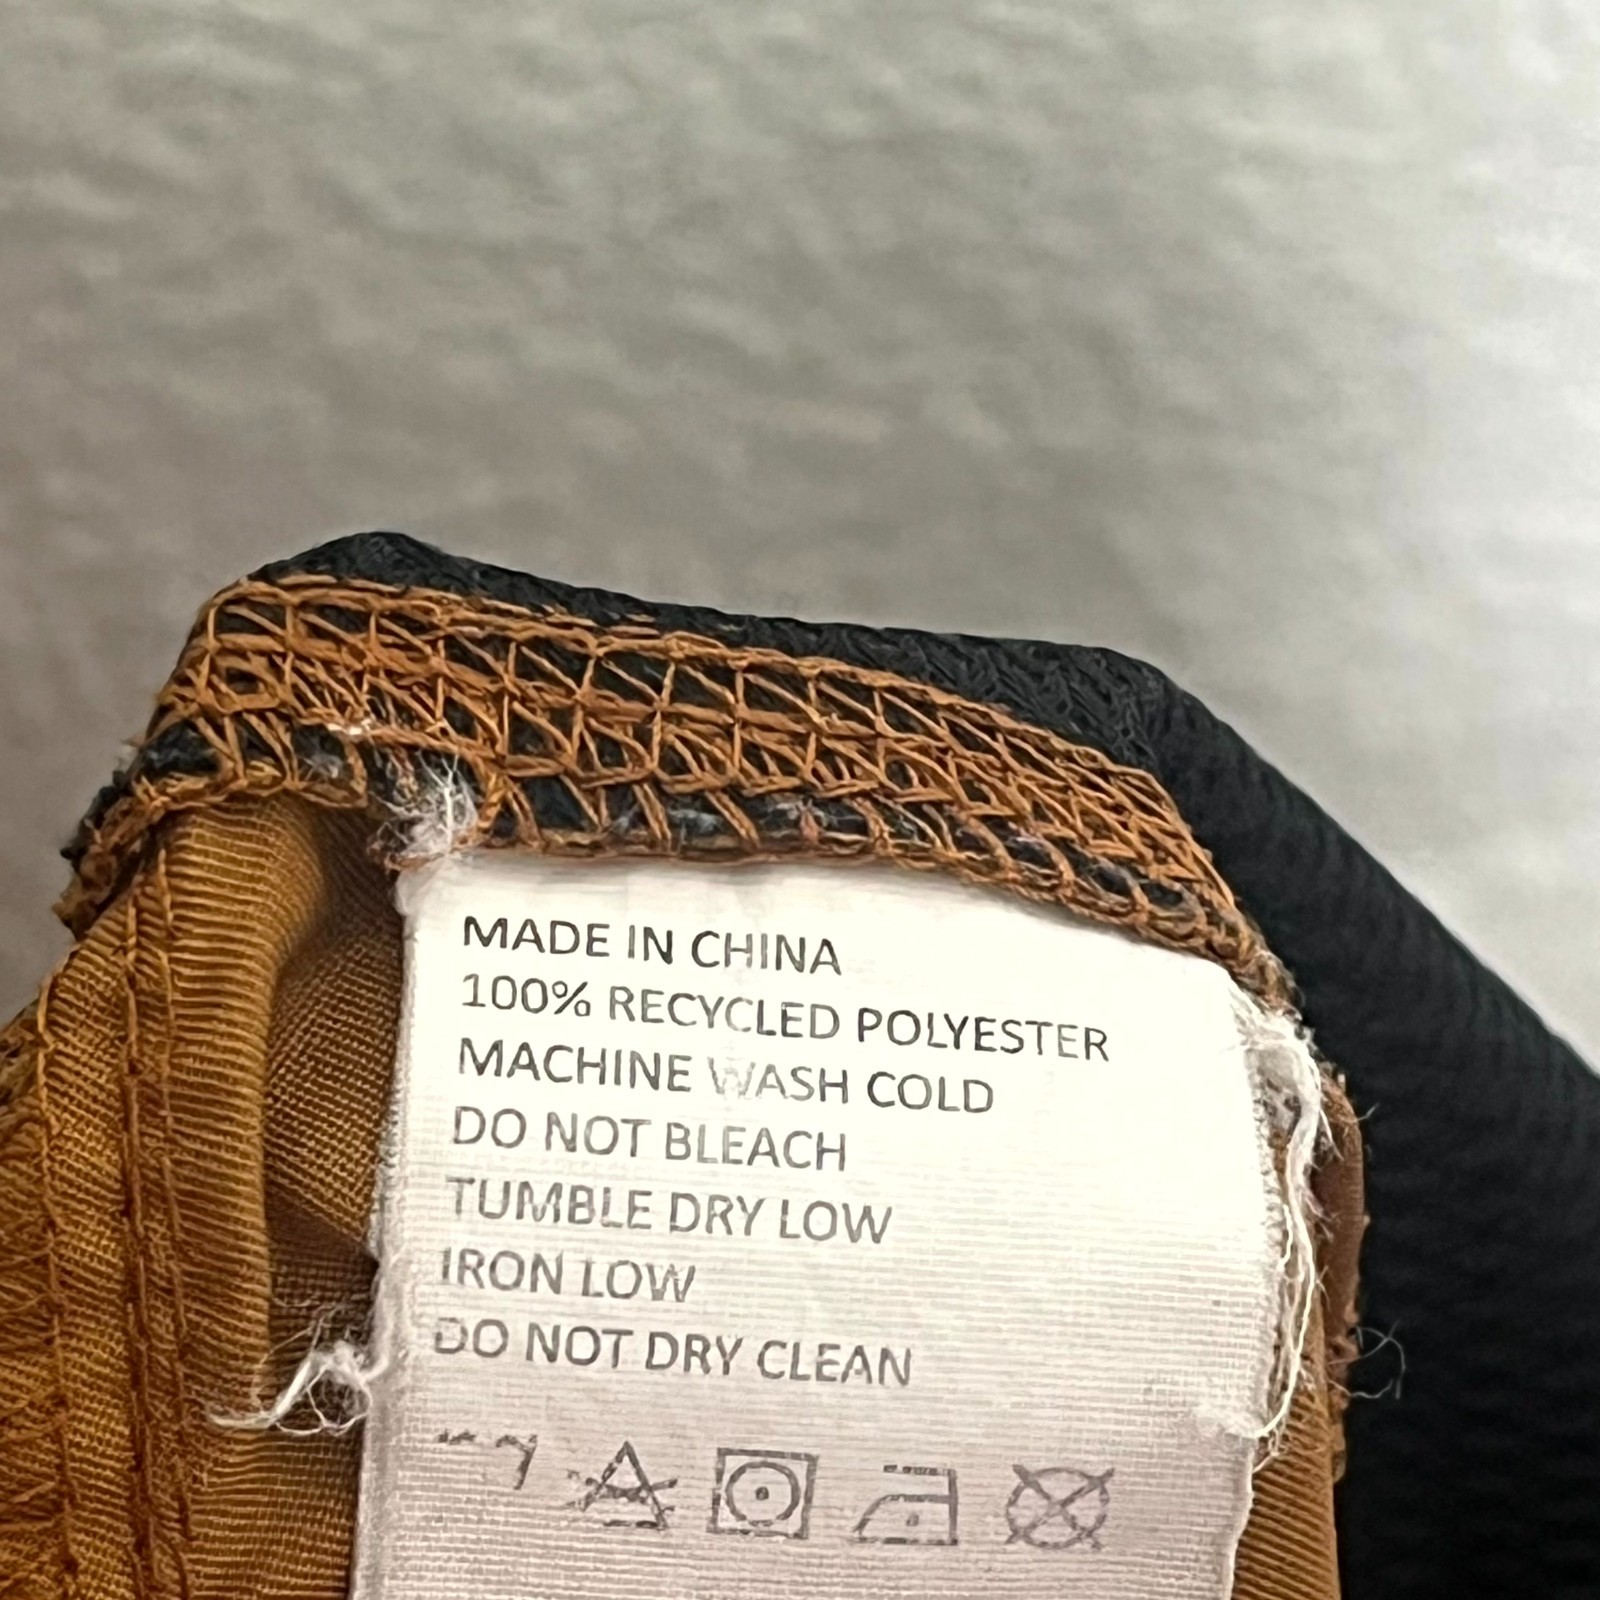 MADE IN CHINA
100% RECYCLED POLYESTER
MACHINE WASH COLD
DO NOT BLEACH
TUMBLE DRY LOW
IRON LOW
DO NOT DRY CLEAN